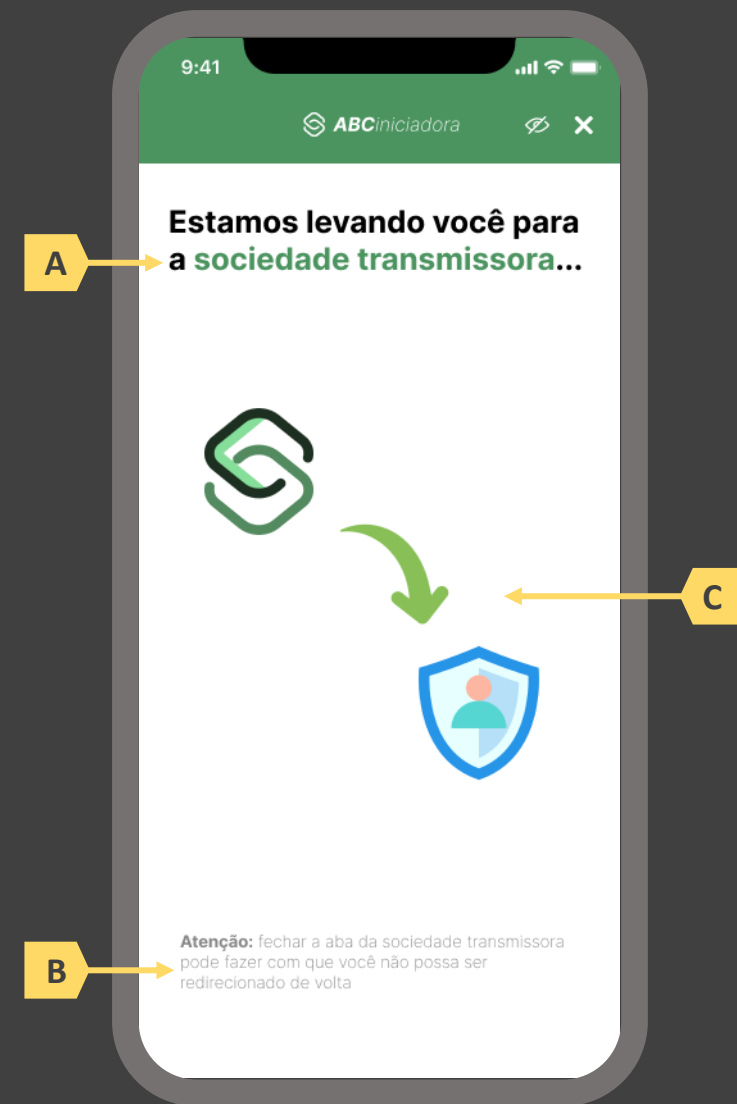 9:41
ABCiniciadora
Estamos levando você para
a sociedade transmissora...
A
C
Atenção: fechar a aba da sociedade transmissora
pode fazer com que você não possa ser
redirecionado de volta
B